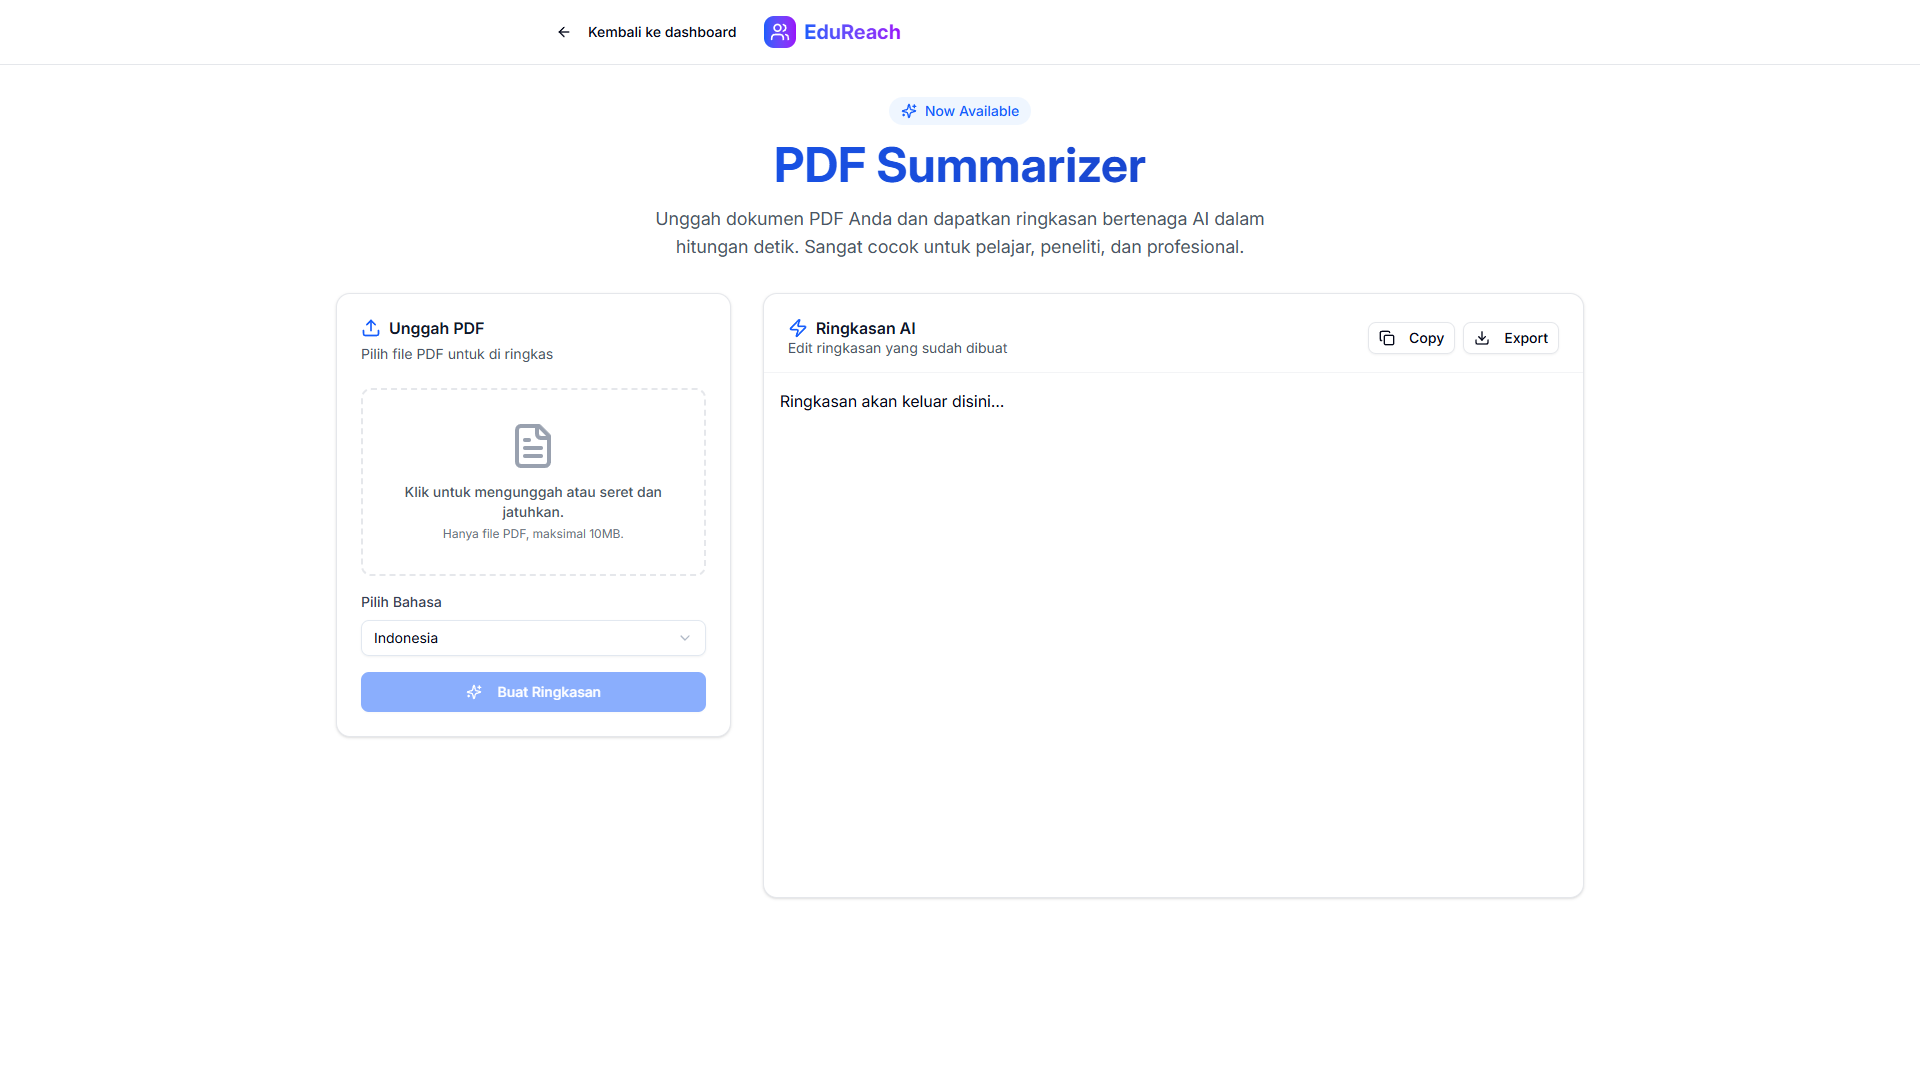 Kembali ke dashboard
EduReach
Now Available
PDF Summarizer
Unggah dokumen PDF Anda dan dapatkan ringkasan bertenaga AI dalam
hitungan detik. Sangat cocok untuk pelajar, peneliti, dan profesional.
Unggah PDF
Pilih file PDF untuk di ringkas
Klik untuk mengunggah atau seret dan
jatuhkan.
Hanya file PDF, maksimal 10MB.
Pilih Bahasa
Indonesia
Buat Ringkasan
Ringkasan AI
Edit ringkasan yang sudah dibuat
Copy
Export
Ringkasan akan keluar disini...